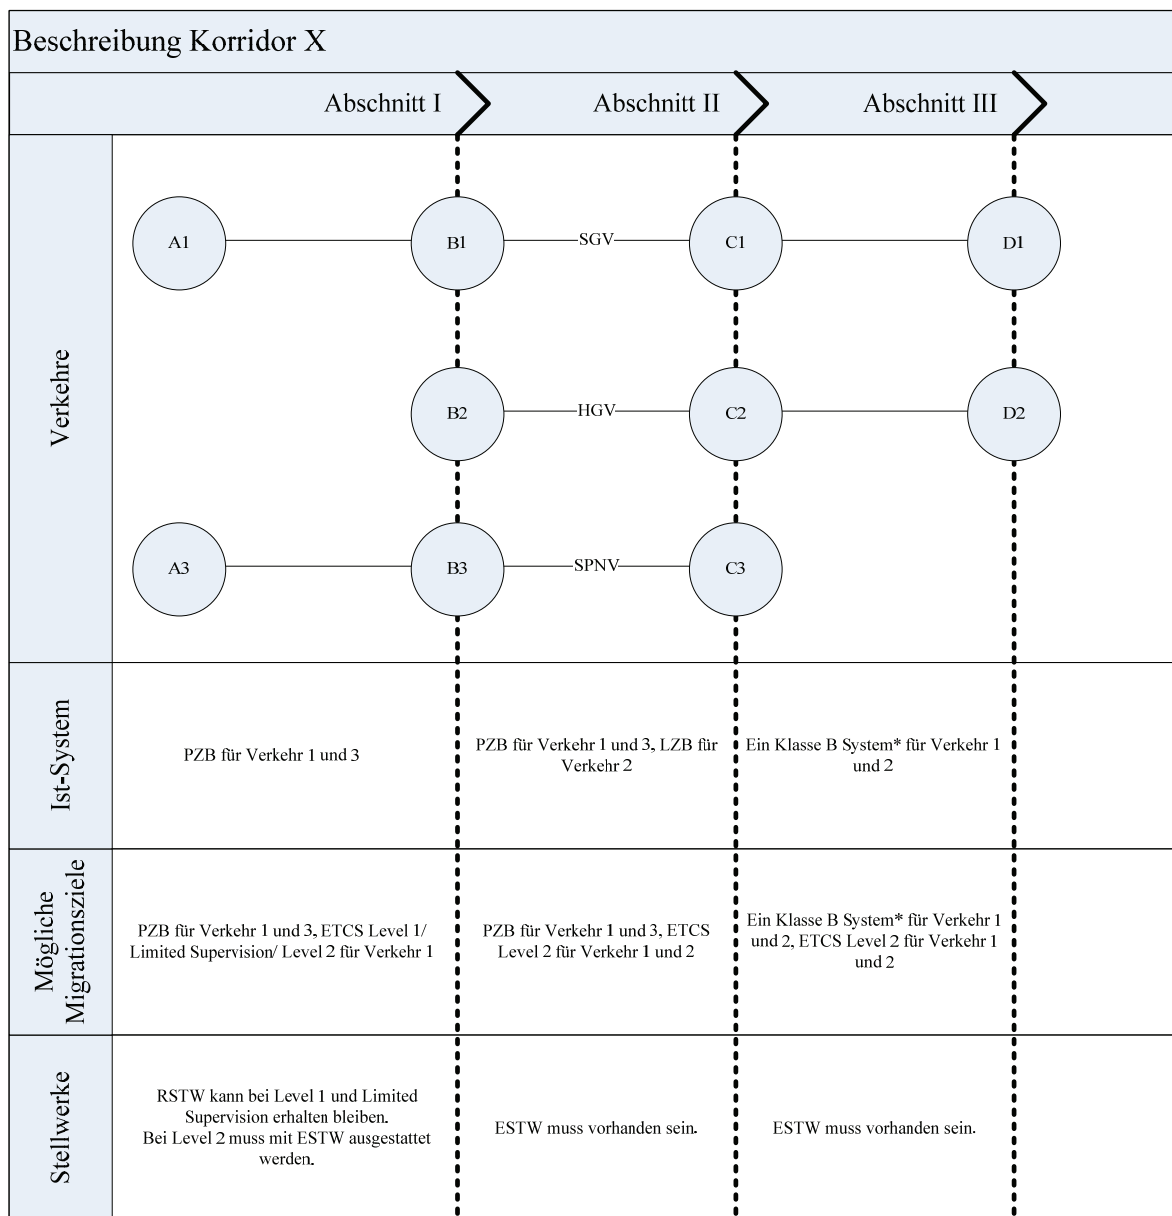 Beschreibung Korridor X
Abschnitt I
Abschnitt II
Abschnitt III
Verkehre
A1
B1
SGV
C1
D1
B2
HGV
C2
D2
A3
B3
SPNV
C3
Ist-System
PZB für Verkehr 1 und 3
PZB für Verkehr 1 und 3, LZB für
Verkehr 2
Ein Klasse B System* für Verkehr 1
und 2
Mögliche
Migrationsziele
PZB für Verkehr 1 und 3, ETCS Level 1/
Limited Supervision/ Level 2 für Verkehr 1
PZB für Verkehr 1 und 3, ETCS
Level 2 für Verkehr 1 und 2
Ein Klasse B System* für Verkehr 1
und 2, ETCS Level 2 für Verkehr 1
und 2
Stellwerke
RSTW kann bei Level 1 und Limited
Supervision erhalten bleiben.
Bei Level 2 muss mit ESTW ausgestattet
werden.
ESTW muss vorhanden sein.
ESTW muss vorhanden sein.